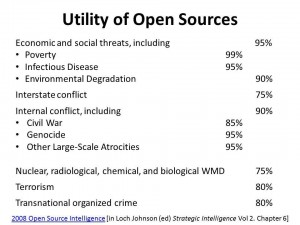 Utility of Open Sources
Economic and social threats, including 95%
• Poverty 99%
• Infectious Disease 95%
• Environmental Degradation 90%
Interstate conflict 75%
Internal conflict, including 90%
• Civil War 85%
• Genocide 95%
• Other Large-Scale Atrocities 95%
Nuclear, radiological, chemical, and biological WMD 75%
Terrorism 80%
Transnational organized crime 80%
2008 Open Source Intelligence [in Loch Johnson (ed) Strategic Intelligence Vol 2. Chapter 6]